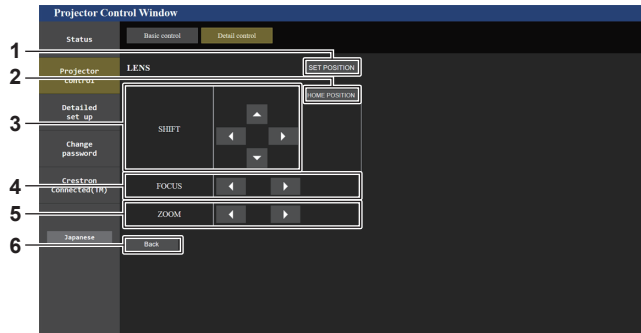 Projector Control Window
Status
Basic control
Detail control
1
Projector
control
LENS
SET POSITION
2
HOME POSITION
Detailed
set up
3
SHIFT
Change
password
4
Crestron
Connected(TM)
FOCUS
5
ZOOM
Japanese
6
Back